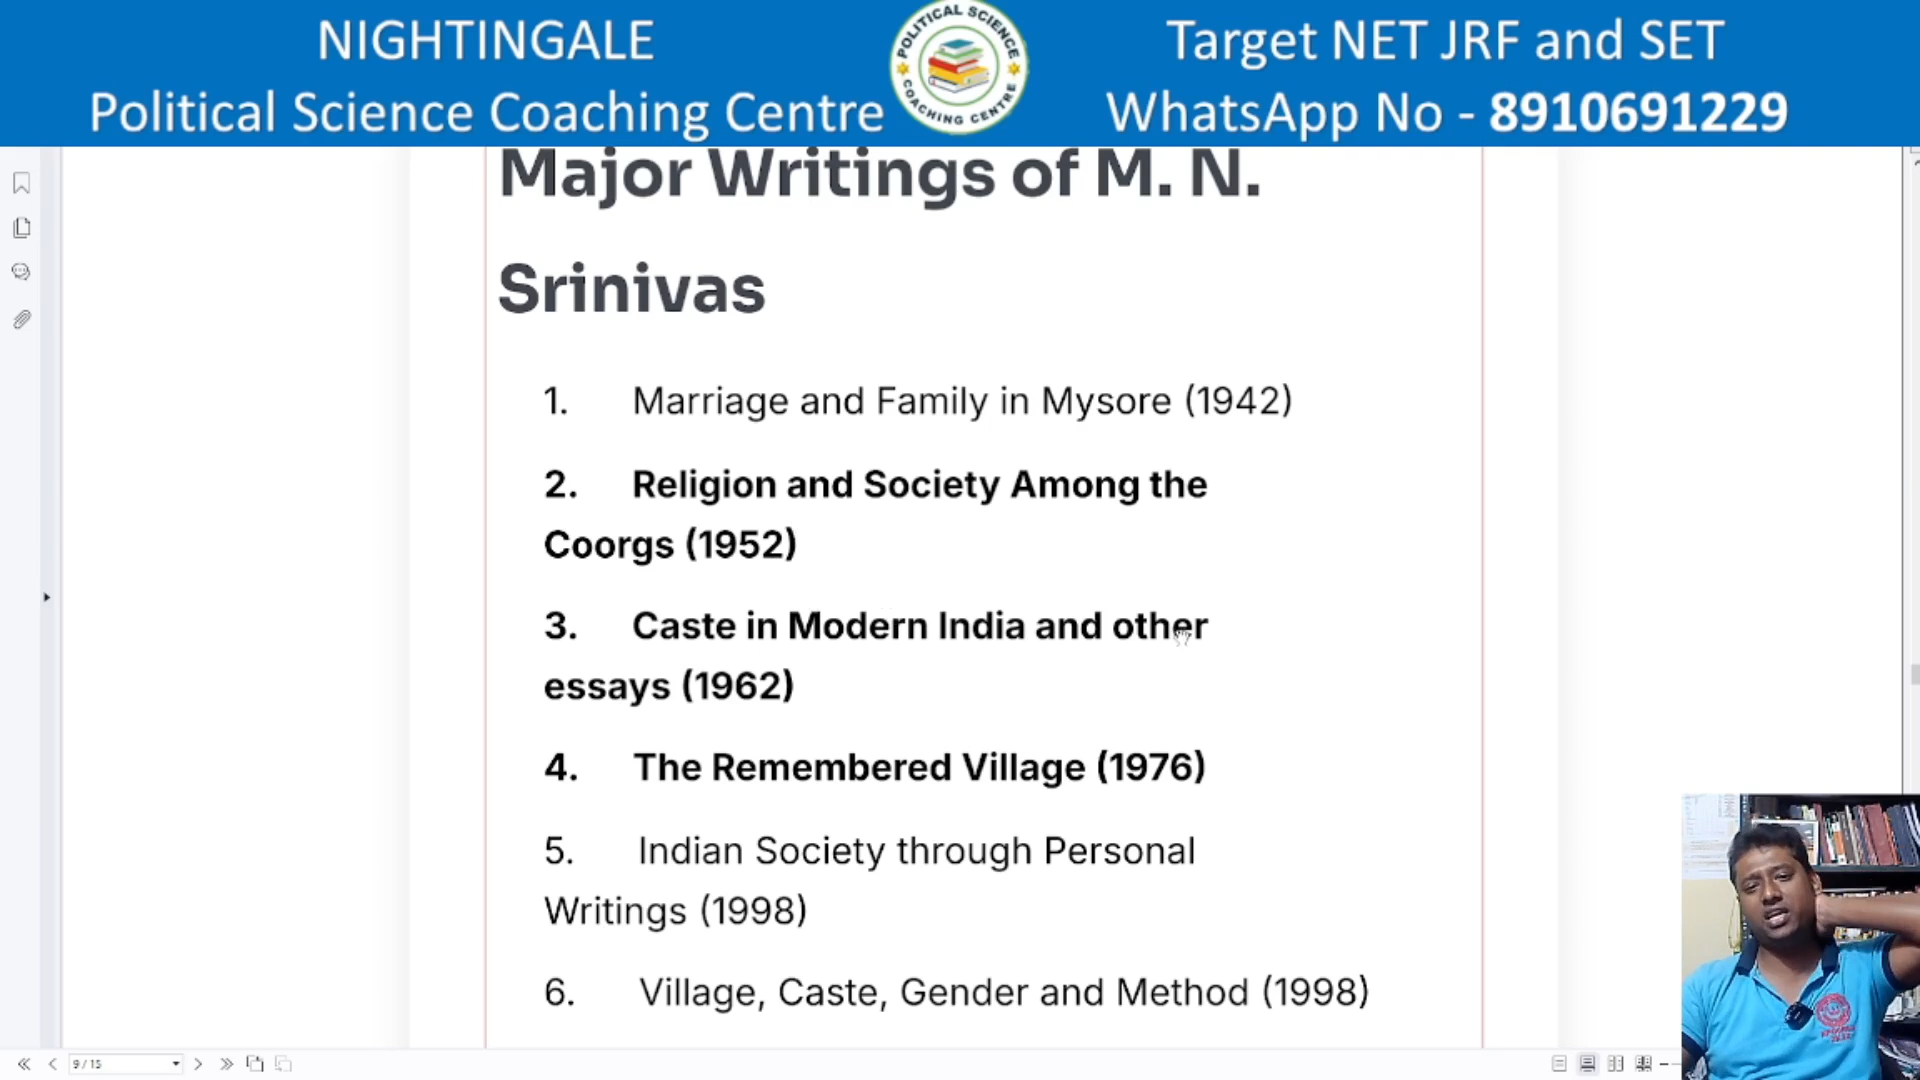 NIGHTINGALE
Political Science Coaching Centre
POLITICAL SCIENCE
COACHING CENTRE
Target NET JRF and SET
WhatsApp No - 8910691229
Major Writings of M. N.
Srinivas
1. Marriage and Family in Mysore (1942)
2. Religion and Society Among the
Coorgs (1952)
3. Caste in Modern India and other
essays (1962)
4. The Remembered Village (1976)
5. Indian Society through Personal
Writings (1998)
6. Village, Caste, Gender and Method (1998)
9 / 15